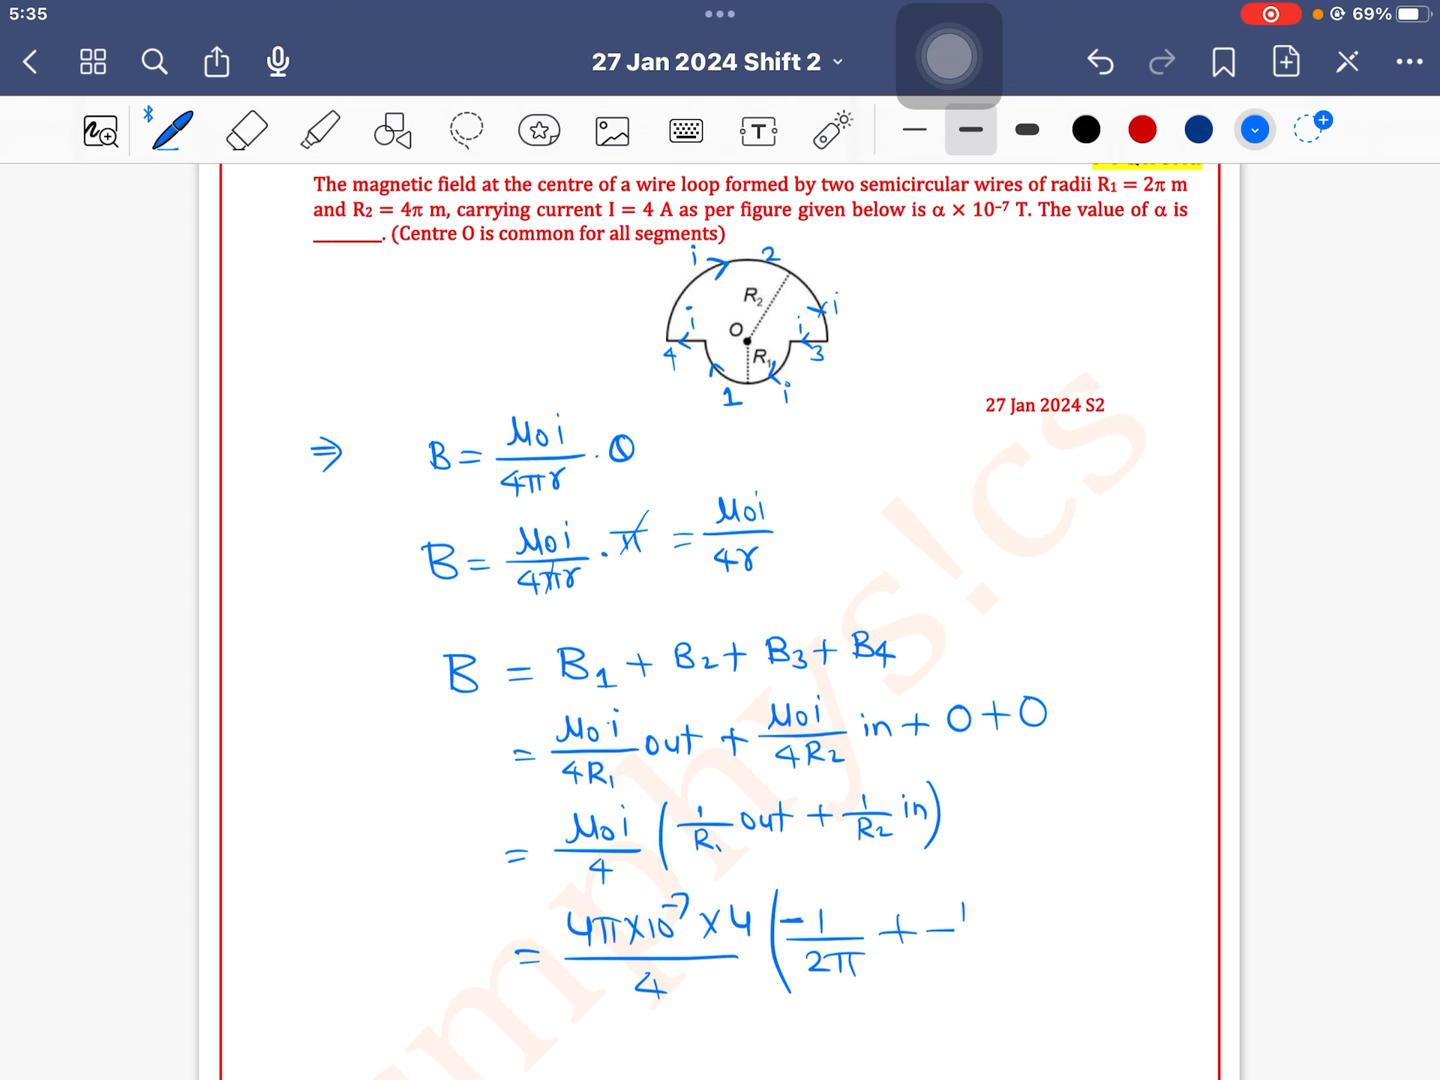 5:35
69%
27 Jan 2024 Shift 2
T
The magnetic field at the centre of a wire loop formed by two semicircular wires of radii R₁ = 2π m
and R₂ = 4π m, carrying current I = 4 A as per figure given below is α × 10⁻⁷ T. The value of α is
_______. (Centre O is common for all segments)
i 2
R₂ i
i i
O
4 R₁ 3
1 i
27 Jan 2024 S2
⇒ B = μ₀i/4πr . θ
B = μ₀i/4πr . π = μ₀i/4r
B = B₁ + B₂ + B₃ + B₄
= μ₀i/4R₁ out + μ₀i/4R₂ in + 0 + 0
= μ₀i/4 (1/R₁ out + 1/R₂ in)
= 4π×10⁻⁷ × 4/4 (-1/2π + -1